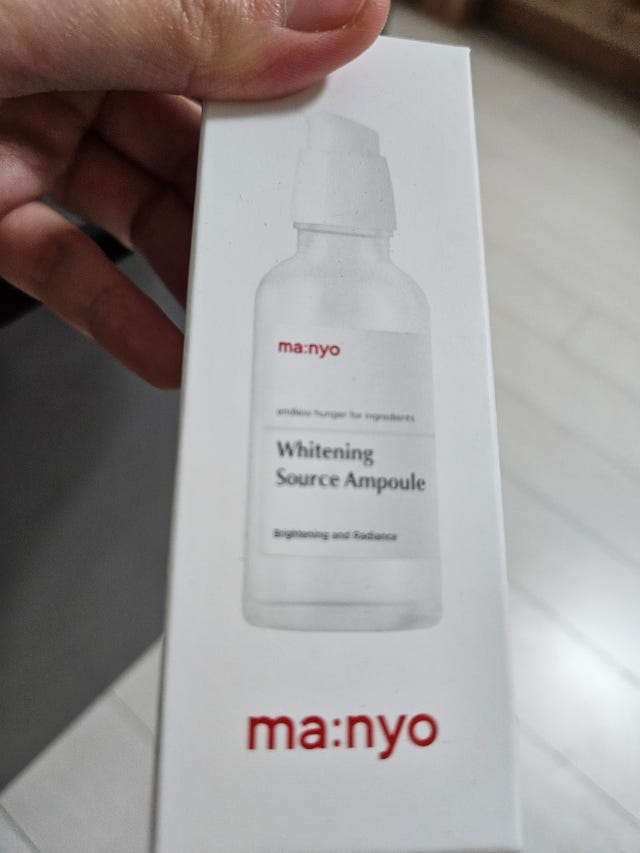 ma:nyo
endless hunger for ingredients
Whitening
Source Ampoule
Brightening and Radiance
ma:nyo